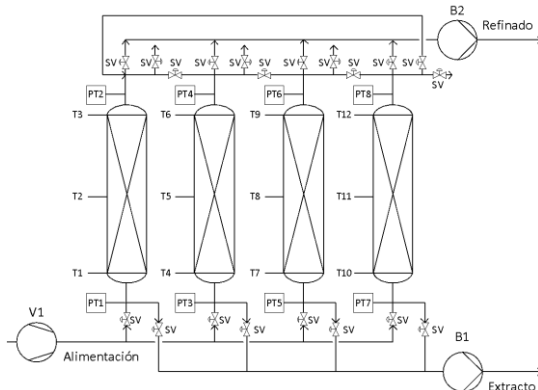 B2
Refinado
SV SV SV SV SV SV SV SV
SV SV SV SV
PT2 PT4 PT6 PT8
T3 T6 T9 T12
T2 T5 T8 T11
T1 T4 T7 T10
PT1 PT3 PT5 PT7
V1
SV SV SV SV
SV SV SV SV
Alimentación
B1
Extracto